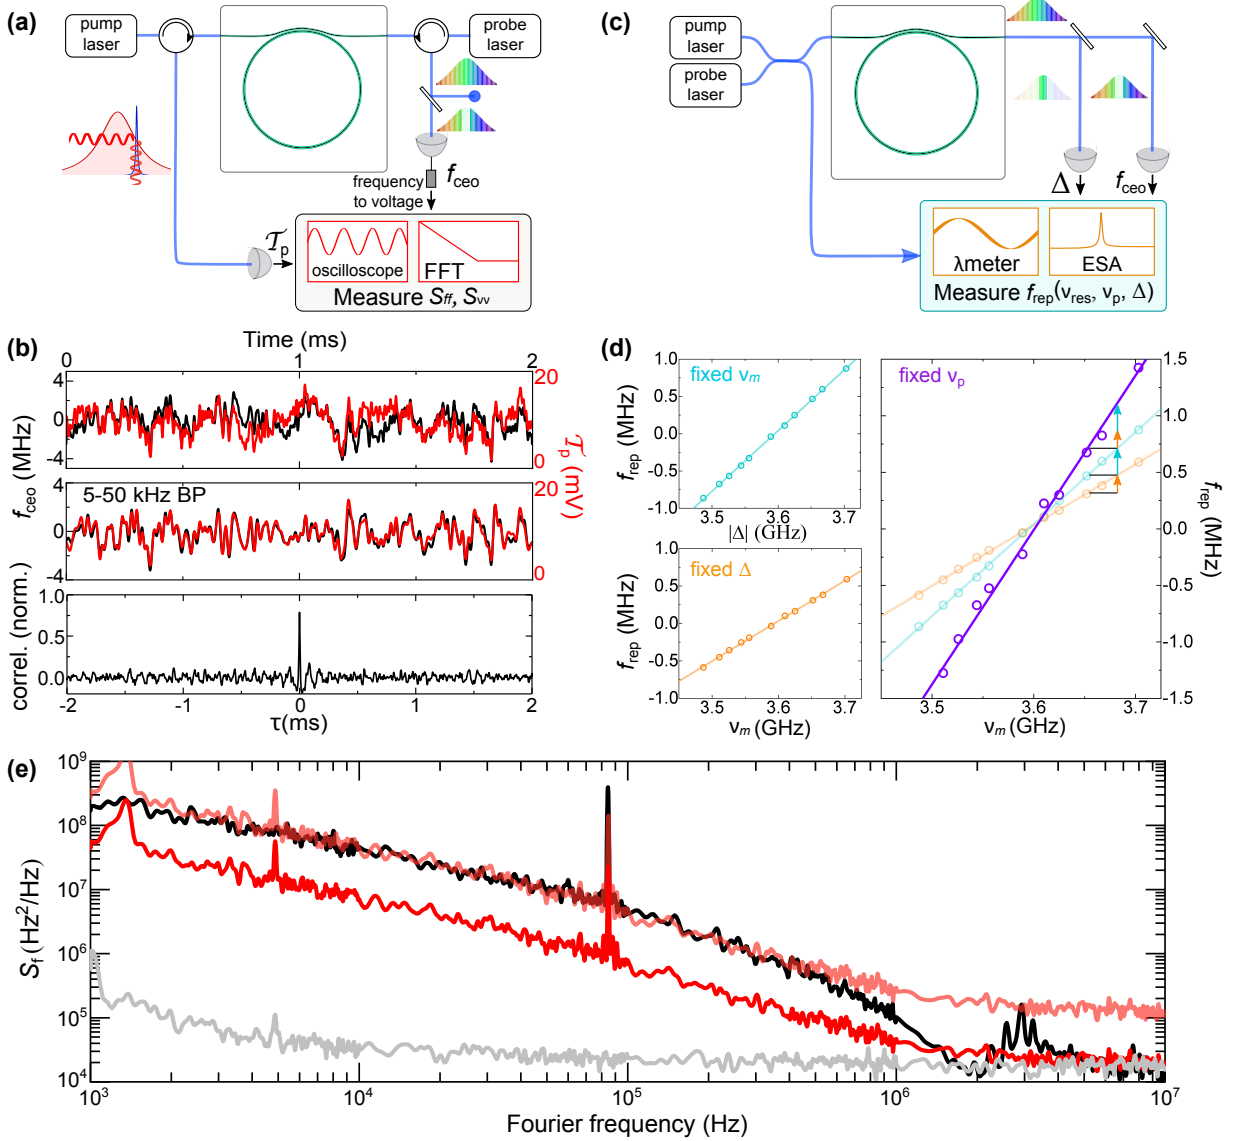 (a)
pump
laser
probe
laser
f_ceo
frequency
to voltage
𝓘_p
oscilloscope
FFT
Measure S_ff, S_νν
(c)
pump
laser
probe
laser
Δ
f_ceo
λmeter
ESA
Measure f_rep(ν_res, ν_p, Δ)
(b)
Time (ms)
0 1 2
4
0
-4
20
0
5-50 kHz BP
4
0
-4
20
0
f_ceo (MHz)
𝓘_p (mV)
correl. (norm.)
1.0
0.5
0.0
-2 -1 0 1 2
τ(ms)
(d)
fixed ν_m
f_rep (MHz)
1.0
0.5
0.0
-0.5
-1.0
3.5 3.6 3.7
|Δ| (GHz)
fixed Δ
f_rep (MHz)
1.0
0.5
0.0
-0.5
-1.0
3.5 3.6 3.7
ν_m (GHz)
fixed ν_p
1.5
1.0
0.5
0.0
-0.5
-1.0
-1.5
f_rep (MHz)
3.5 3.6 3.7
ν_m (GHz)
(e)
S_f (Hz²/Hz)
10⁹
10⁸
10⁷
10⁶
10⁵
10⁴
10³ 10⁴ 10⁵ 10⁶ 10⁷
Fourier frequency (Hz)